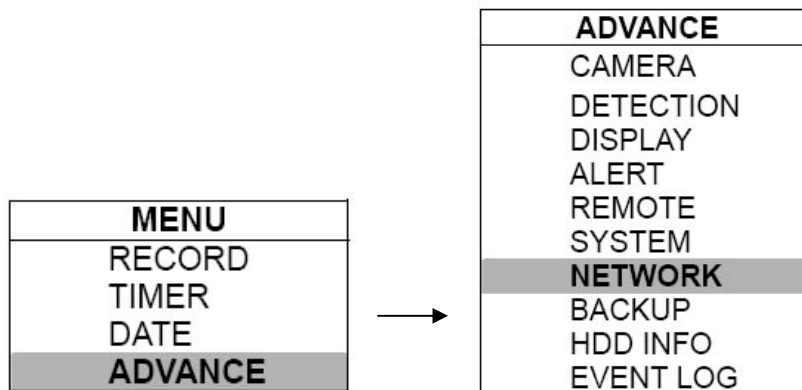 MENU
RECORD
TIMER
DATE
ADVANCE
ADVANCE
CAMERA
DETECTION
DISPLAY
ALERT
REMOTE
SYSTEM
NETWORK
BACKUP
HDD INFO
EVENT LOG